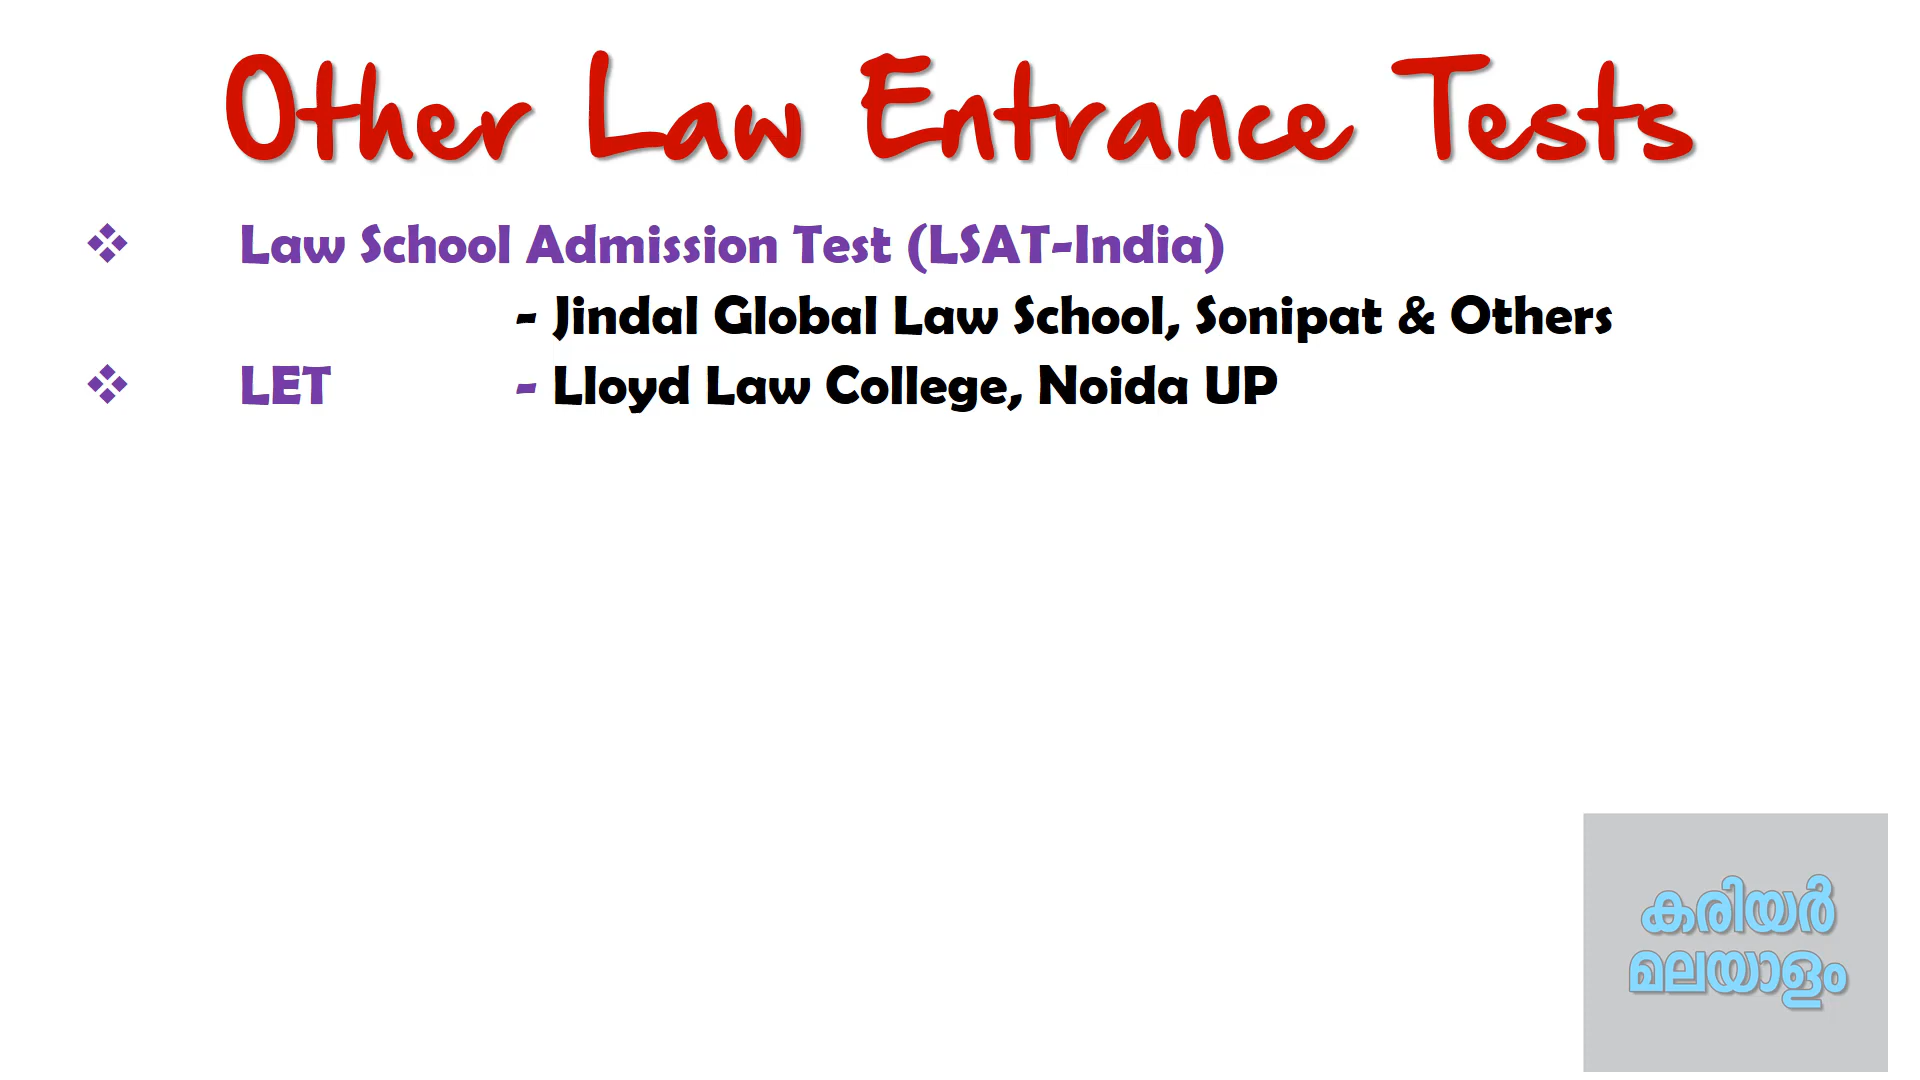 Other Law Entrance Tests
❖ Law School Admission Test (LSAT-India)
- Jindal Global Law School, Sonipat & Others
❖ LET - Lloyd Law College, Noida UP
കരിയർ
മലയാളം